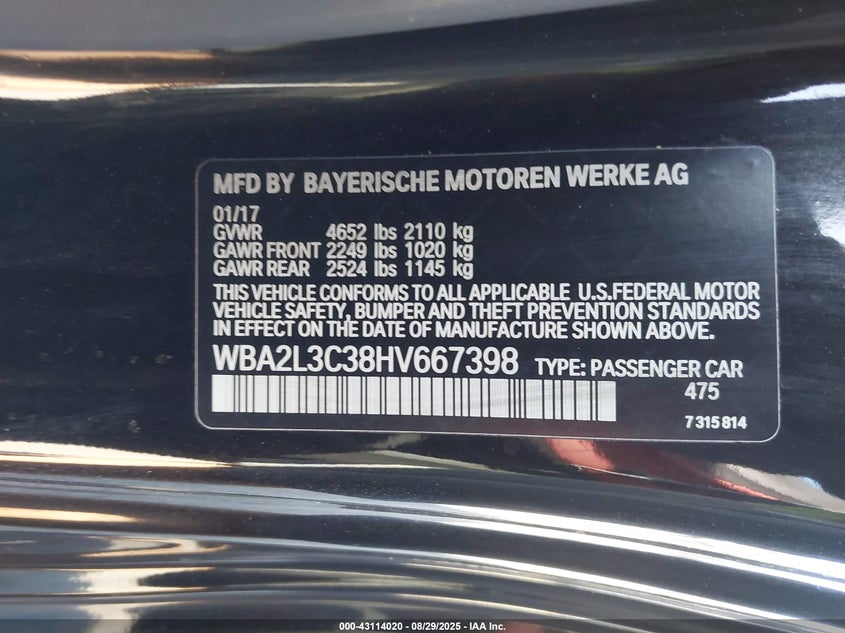 MFD BY BAYERISCHE MOTOREN WERKE AG
01/17
GVWR 4652 lbs 2110 kg
GAWR FRONT 2249 lbs 1020 kg
GAWR REAR 2524 lbs 1145 kg
THIS VEHICLE CONFORMS TO ALL APPLICABLE U.S.FEDERAL MOTOR
VEHICLE SAFETY, BUMPER AND THEFT PREVENTION STANDARDS
IN EFFECT ON THE DATE OF MANUFACTURE SHOWN ABOVE.
WBA2L3C38HV667398 TYPE: PASSENGER CAR
475
7 315 814
000-43114020 - 08/29/2025 - IAA Inc.